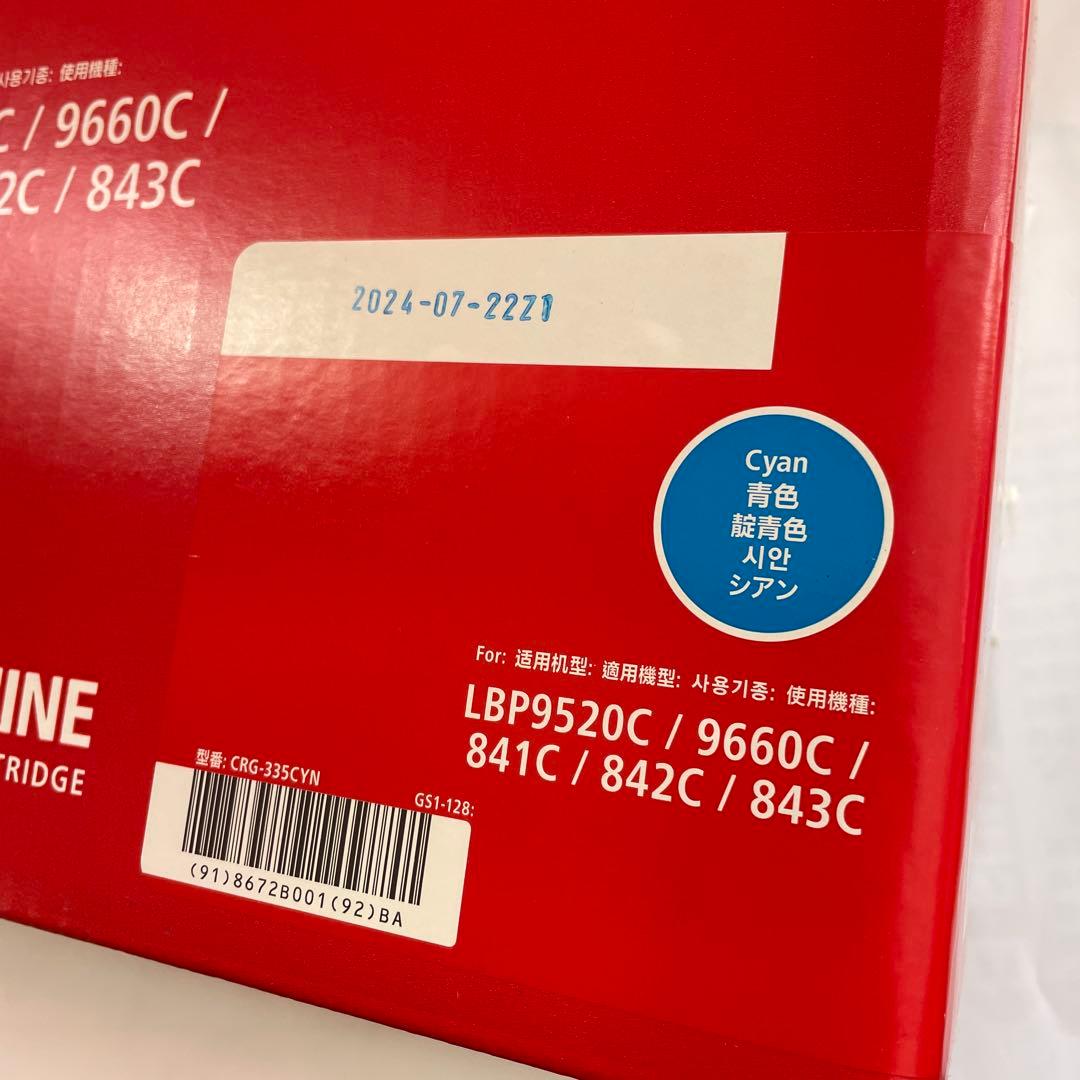 사용기종: 使用機種:
C / 9660C /
2C / 843C
2024-07-22Z1
Cyan
青色
靛青色
시안
シアン
For: 适用机型: 適用機型: 사용기종: 使用機種:
LBP9520C / 9660C /
841C / 842C / 843C
INE
TRIDGE
型番: CRG-335CYN
GS1-128:
(91)8672B001(92)BA